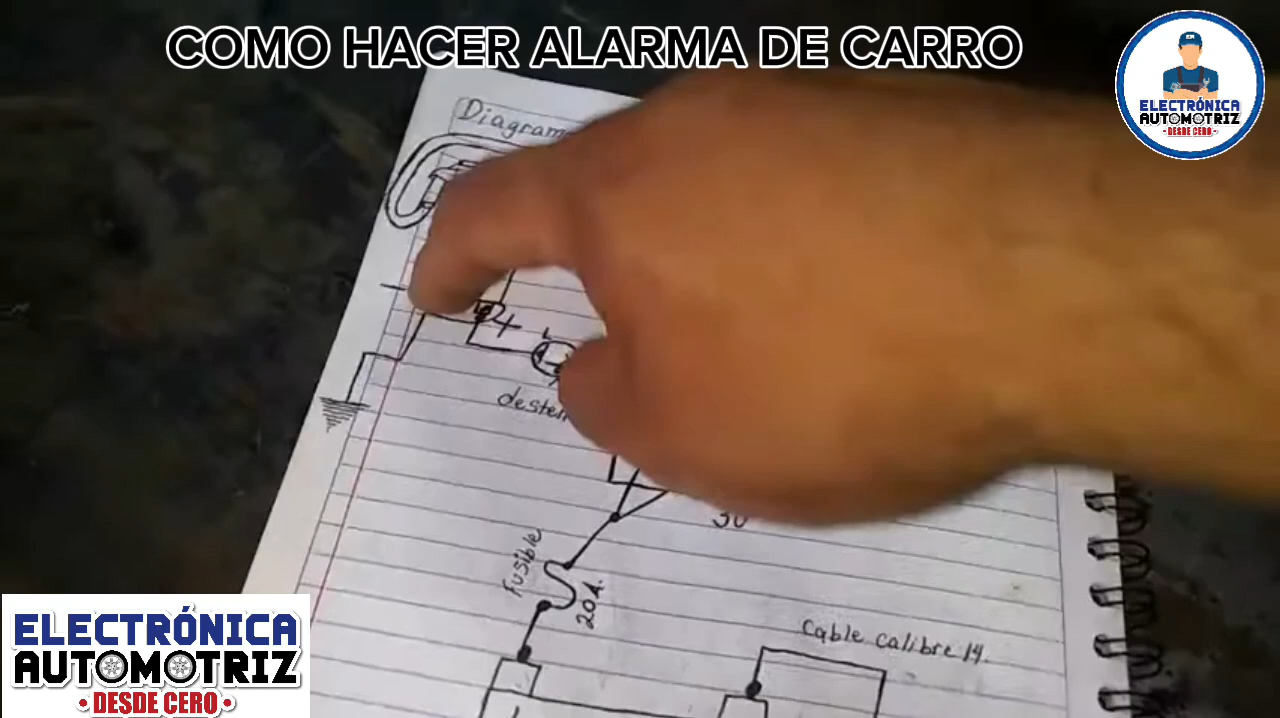 COMO HACER ALARMA DE CARRO
ELECTRÓNICA
AUTOMOTRIZ
•DESDE CERO•
+
Fusible
20A.
30
cable calibre 14.
ELECTRÓNICA
AUTOMOTRIZ
•DESDE CERO•